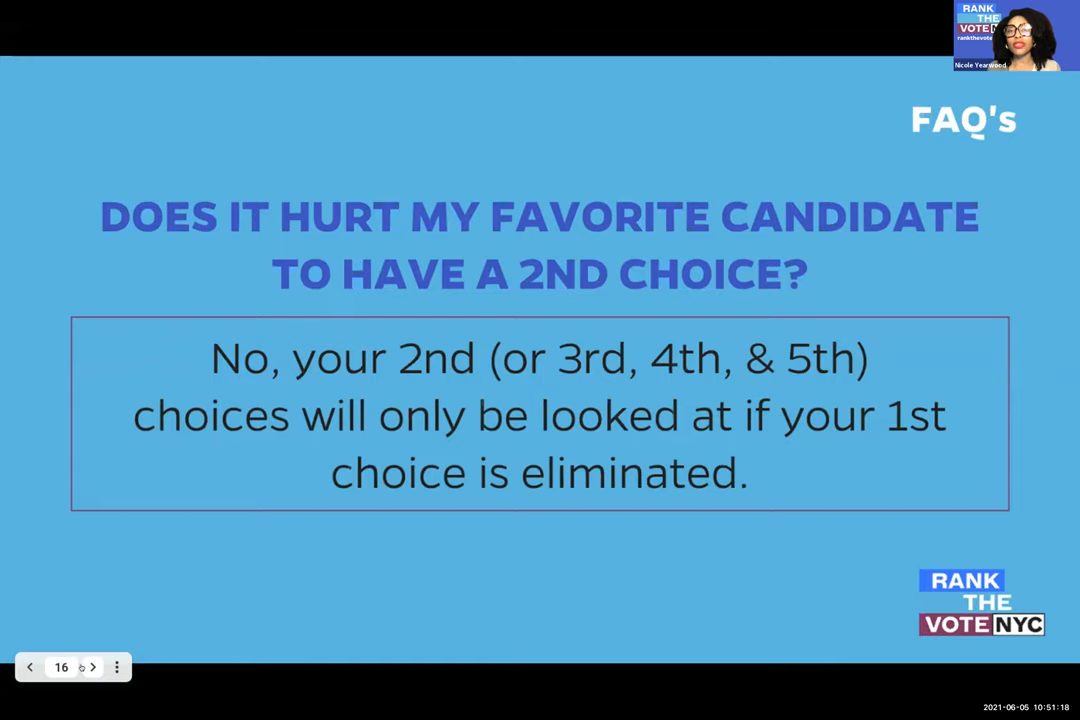 RANK
THE
VOTE
rankthevote
Nicole Yearwood
FAQ's
DOES IT HURT MY FAVORITE CANDIDATE
TO HAVE A 2ND CHOICE?
No, your 2nd (or 3rd, 4th, & 5th)
choices will only be looked at if your 1st
choice is eliminated.
RANK
THE
VOTE NYC
16
2021-06-05 10:51:18